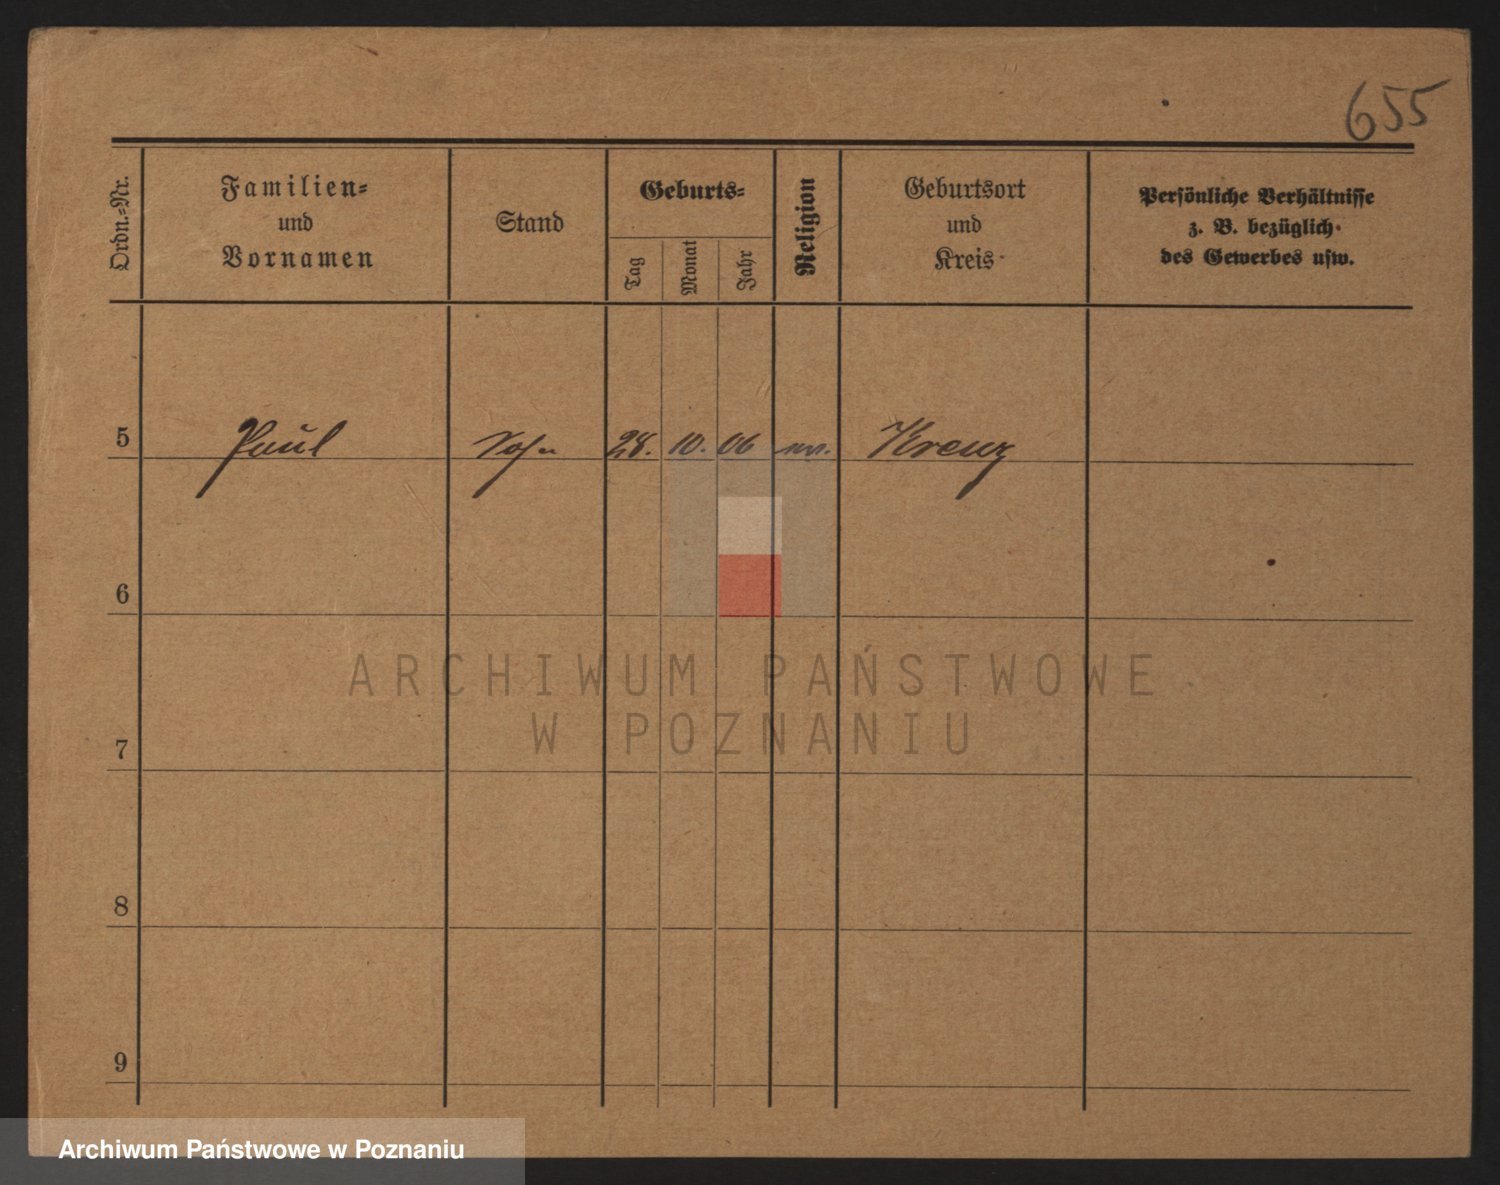 655
Ordn.=Nr.
Familien=
und
Vornamen
Stand
Geburts=
Tag
Monat
Jahr
Religion
Geburtsort
und
Kreis
Persönliche Verhältnisse
z. B. bezüglich
des Gewerbes usw.
5 Paul Sohn 28. 10. 06 Kreuz
6
ARCHIWUM PAŃSTWOWE
W POZNANIU
7
8
9
Archiwum Państwowe w Poznaniu